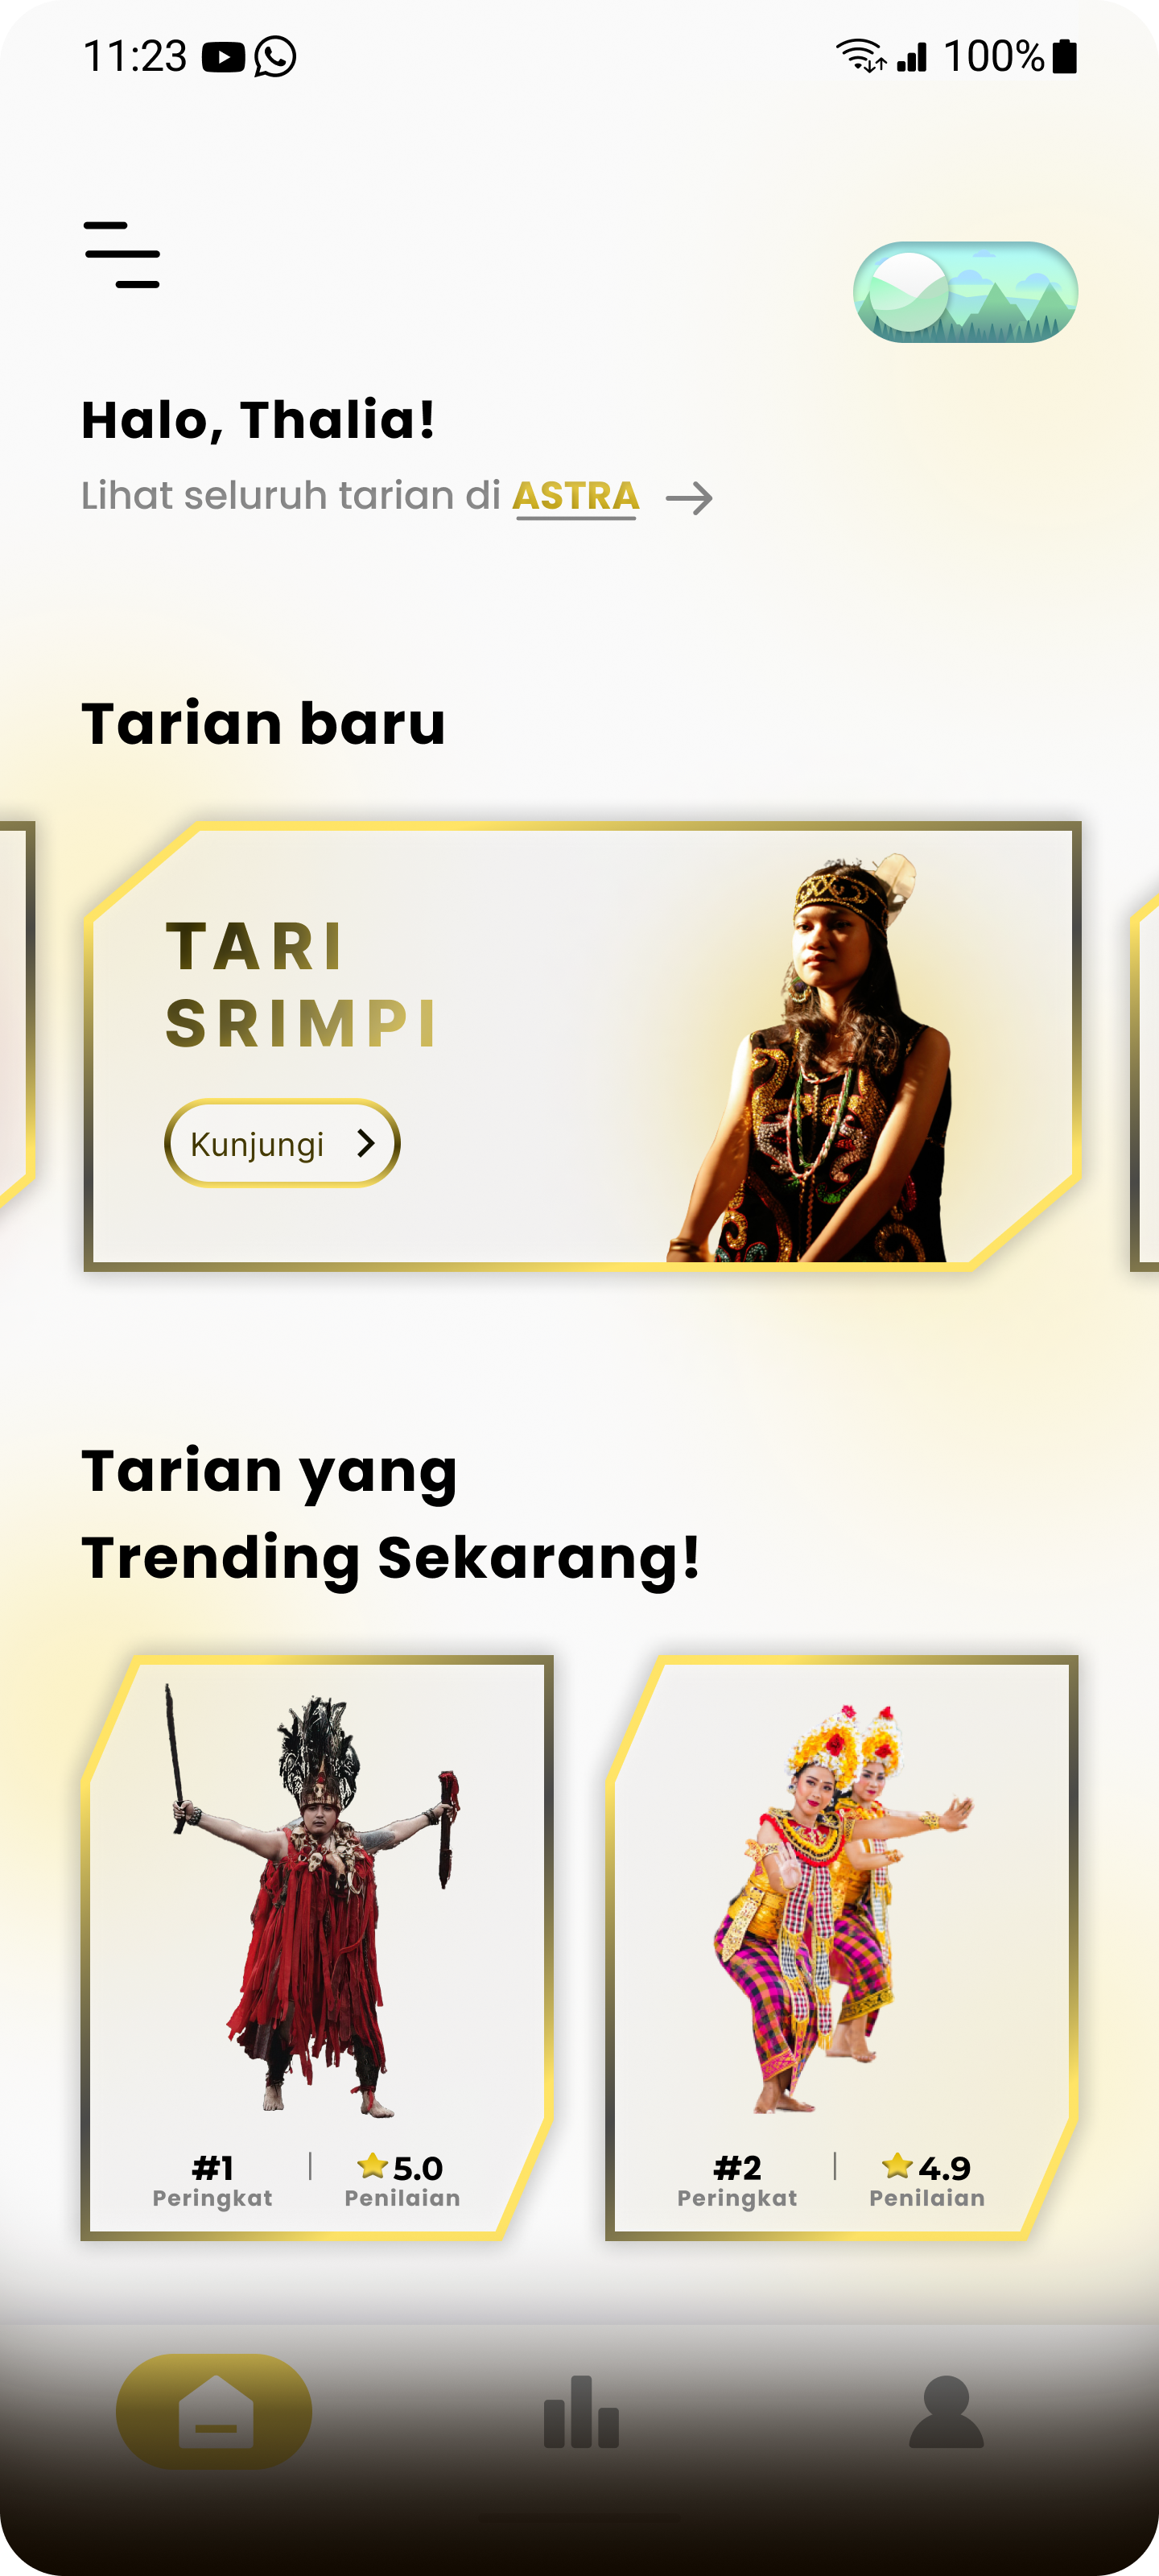 11:23
100%
Halo, Thalia!
Lihat seluruh tarian di ASTRA
Tarian baru
TARI
SRIMPI
Kunjungi
Tarian yang
Trending Sekarang!
#1 | 5.0
Peringkat Penilaian
#2 | 4.9
Peringkat Penilaian